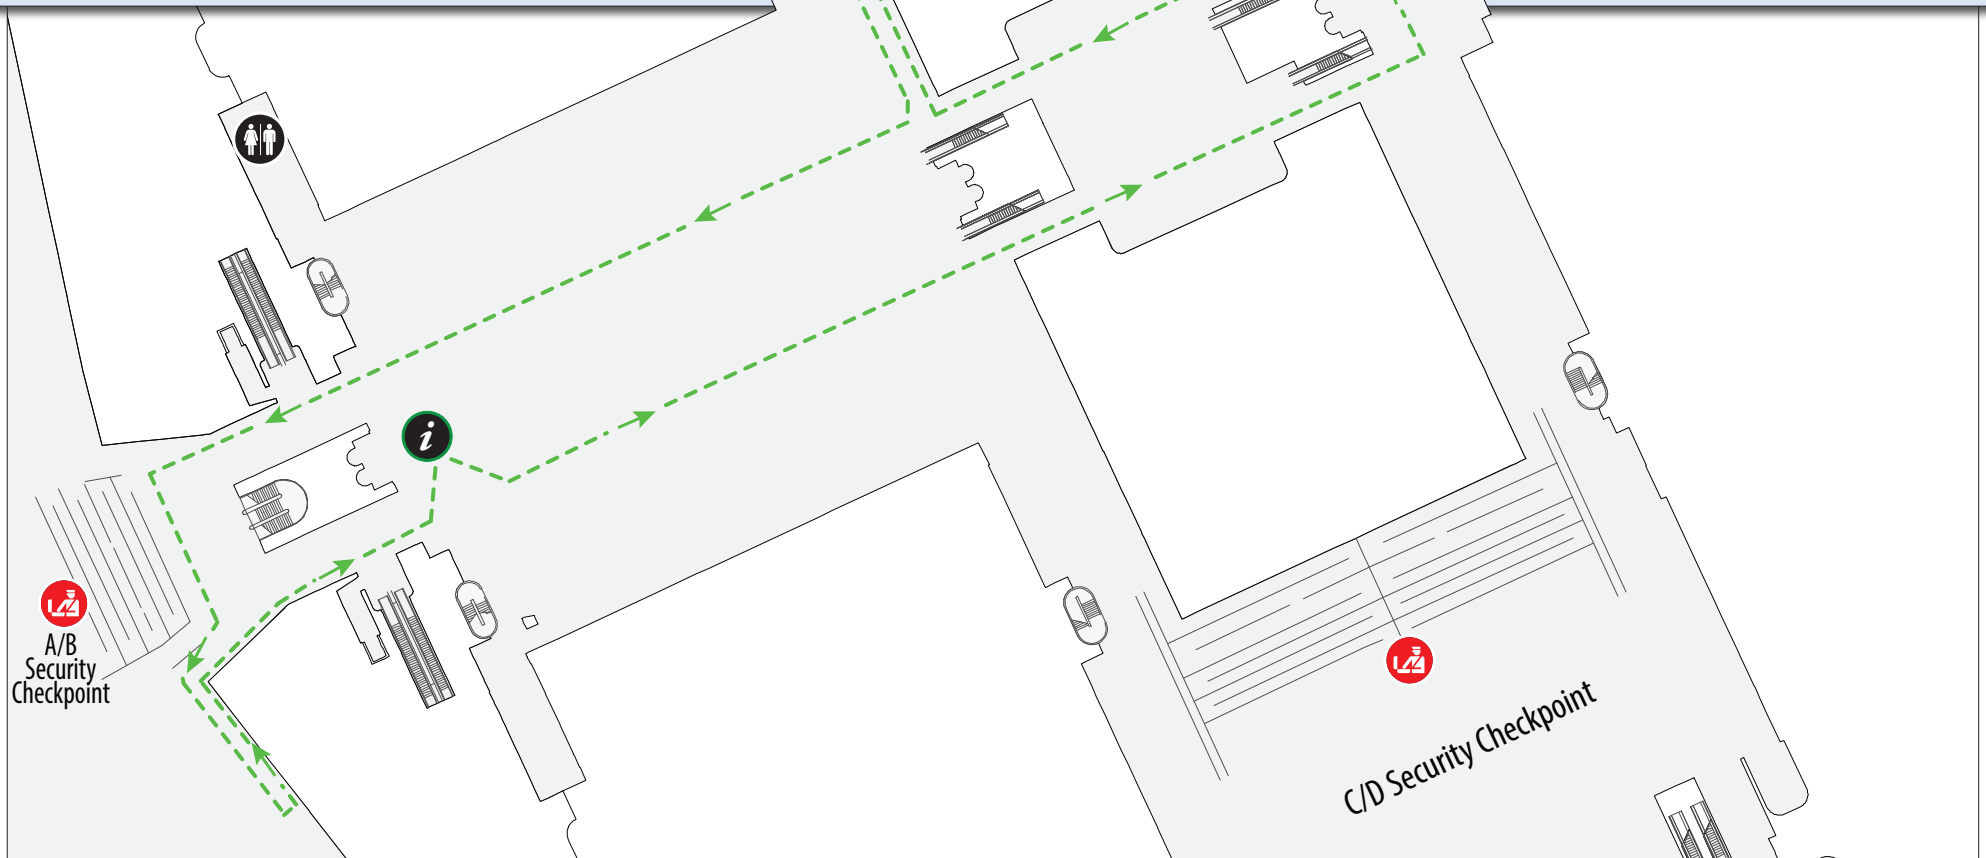 i
A/B
Security
Checkpoint
C/D Security Checkpoint